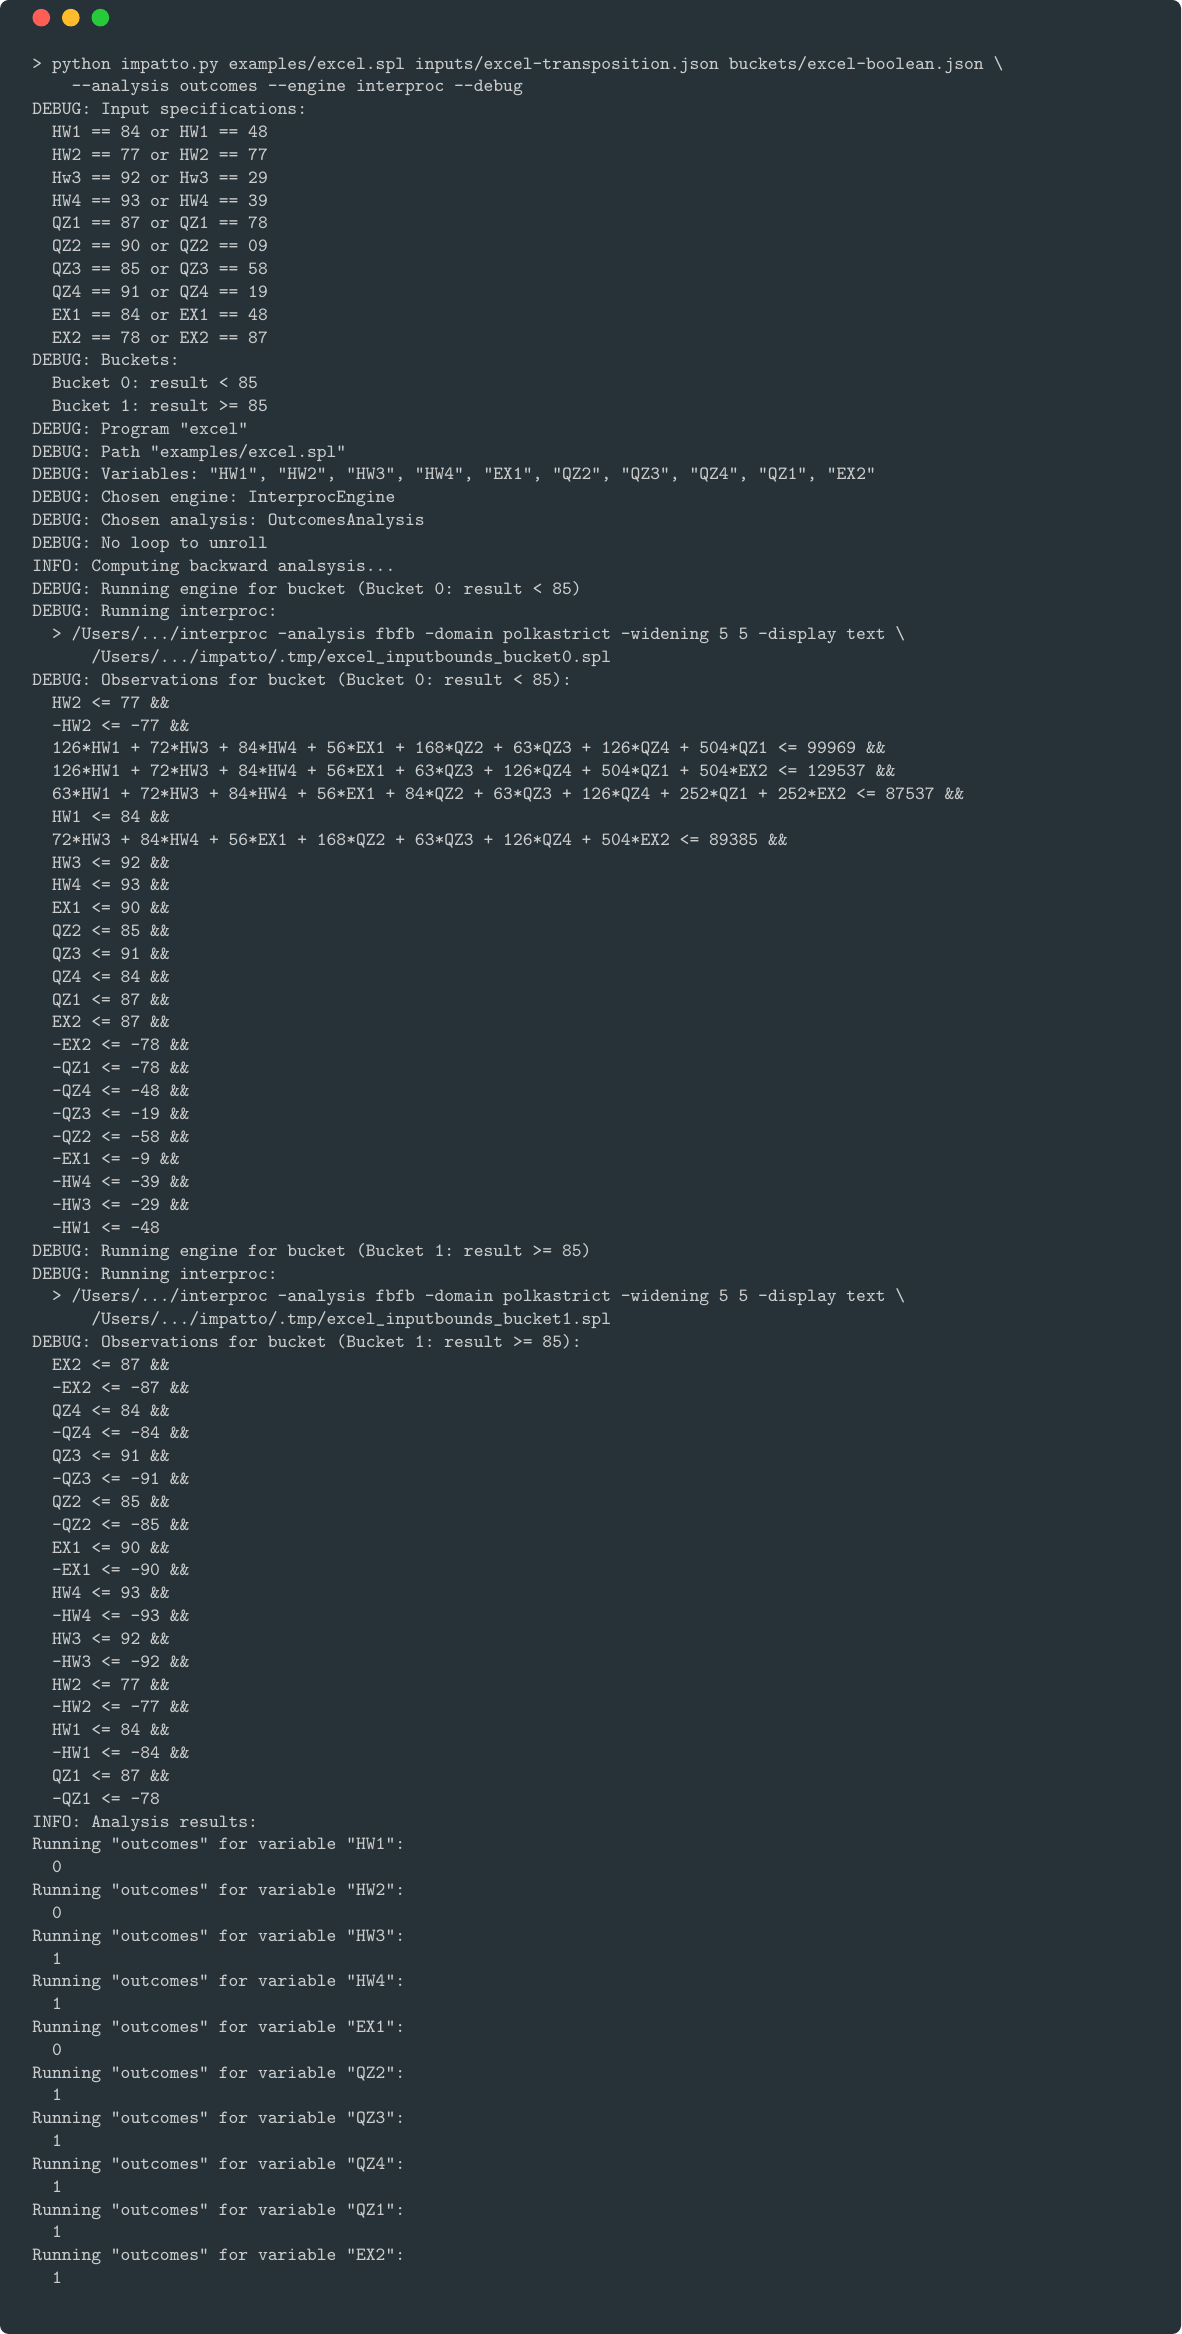 > python impatto.py examples/excel.spl inputs/excel-transposition.json buckets/excel-boolean.json \
    --analysis outcomes --engine interproc --debug
DEBUG: Input specifications:
  HW1 == 84 or HW1 == 48
  HW2 == 77 or HW2 == 77
  Hw3 == 92 or Hw3 == 29
  HW4 == 93 or HW4 == 39
  QZ1 == 87 or QZ1 == 78
  QZ2 == 90 or QZ2 == 09
  QZ3 == 85 or QZ3 == 58
  QZ4 == 91 or QZ4 == 19
  EX1 == 84 or EX1 == 48
  EX2 == 78 or EX2 == 87
DEBUG: Buckets:
  Bucket 0: result < 85
  Bucket 1: result >= 85
DEBUG: Program "excel"
DEBUG: Path "examples/excel.spl"
DEBUG: Variables: "HW1", "HW2", "HW3", "HW4", "EX1", "QZ2", "QZ3", "QZ4", "QZ1", "EX2"
DEBUG: Chosen engine: InterprocEngine
DEBUG: Chosen analysis: OutcomesAnalysis
DEBUG: No loop to unroll
INFO: Computing backward analsysis...
DEBUG: Running engine for bucket (Bucket 0: result < 85)
DEBUG: Running interproc:
  > /Users/.../interproc -analysis fbfb -domain polkastrict -widening 5 5 -display text \
      /Users/.../impatto/.tmp/excel_inputbounds_bucket0.spl
DEBUG: Observations for bucket (Bucket 0: result < 85):
  HW2 <= 77 &&
  -HW2 <= -77 &&
  126*HW1 + 72*HW3 + 84*HW4 + 56*EX1 + 168*QZ2 + 63*QZ3 + 126*QZ4 + 504*QZ1 <= 99969 &&
  126*HW1 + 72*HW3 + 84*HW4 + 56*EX1 + 63*QZ3 + 126*QZ4 + 504*QZ1 + 504*EX2 <= 129537 &&
  63*HW1 + 72*HW3 + 84*HW4 + 56*EX1 + 84*QZ2 + 63*QZ3 + 126*QZ4 + 252*QZ1 + 252*EX2 <= 87537 &&
  HW1 <= 84 &&
  72*HW3 + 84*HW4 + 56*EX1 + 168*QZ2 + 63*QZ3 + 126*QZ4 + 504*EX2 <= 89385 &&
  HW3 <= 92 &&
  HW4 <= 93 &&
  EX1 <= 90 &&
  QZ2 <= 85 &&
  QZ3 <= 91 &&
  QZ4 <= 84 &&
  QZ1 <= 87 &&
  EX2 <= 87 &&
  -EX2 <= -78 &&
  -QZ1 <= -78 &&
  -QZ4 <= -48 &&
  -QZ3 <= -19 &&
  -QZ2 <= -58 &&
  -EX1 <= -9 &&
  -HW4 <= -39 &&
  -HW3 <= -29 &&
  -HW1 <= -48
DEBUG: Running engine for bucket (Bucket 1: result >= 85)
DEBUG: Running interproc:
  > /Users/.../interproc -analysis fbfb -domain polkastrict -widening 5 5 -display text \
      /Users/.../impatto/.tmp/excel_inputbounds_bucket1.spl
DEBUG: Observations for bucket (Bucket 1: result >= 85):
  EX2 <= 87 &&
  -EX2 <= -87 &&
  QZ4 <= 84 &&
  -QZ4 <= -84 &&
  QZ3 <= 91 &&
  -QZ3 <= -91 &&
  QZ2 <= 85 &&
  -QZ2 <= -85 &&
  EX1 <= 90 &&
  -EX1 <= -90 &&
  HW4 <= 93 &&
  -HW4 <= -93 &&
  HW3 <= 92 &&
  -HW3 <= -92 &&
  HW2 <= 77 &&
  -HW2 <= -77 &&
  HW1 <= 84 &&
  -HW1 <= -84 &&
  QZ1 <= 87 &&
  -QZ1 <= -78
INFO: Analysis results:
Running "outcomes" for variable "HW1":
  0
Running "outcomes" for variable "HW2":
  0
Running "outcomes" for variable "HW3":
  1
Running "outcomes" for variable "HW4":
  1
Running "outcomes" for variable "EX1":
  0
Running "outcomes" for variable "QZ2":
  1
Running "outcomes" for variable "QZ3":
  1
Running "outcomes" for variable "QZ4":
  1
Running "outcomes" for variable "QZ1":
  1
Running "outcomes" for variable "EX2":
  1